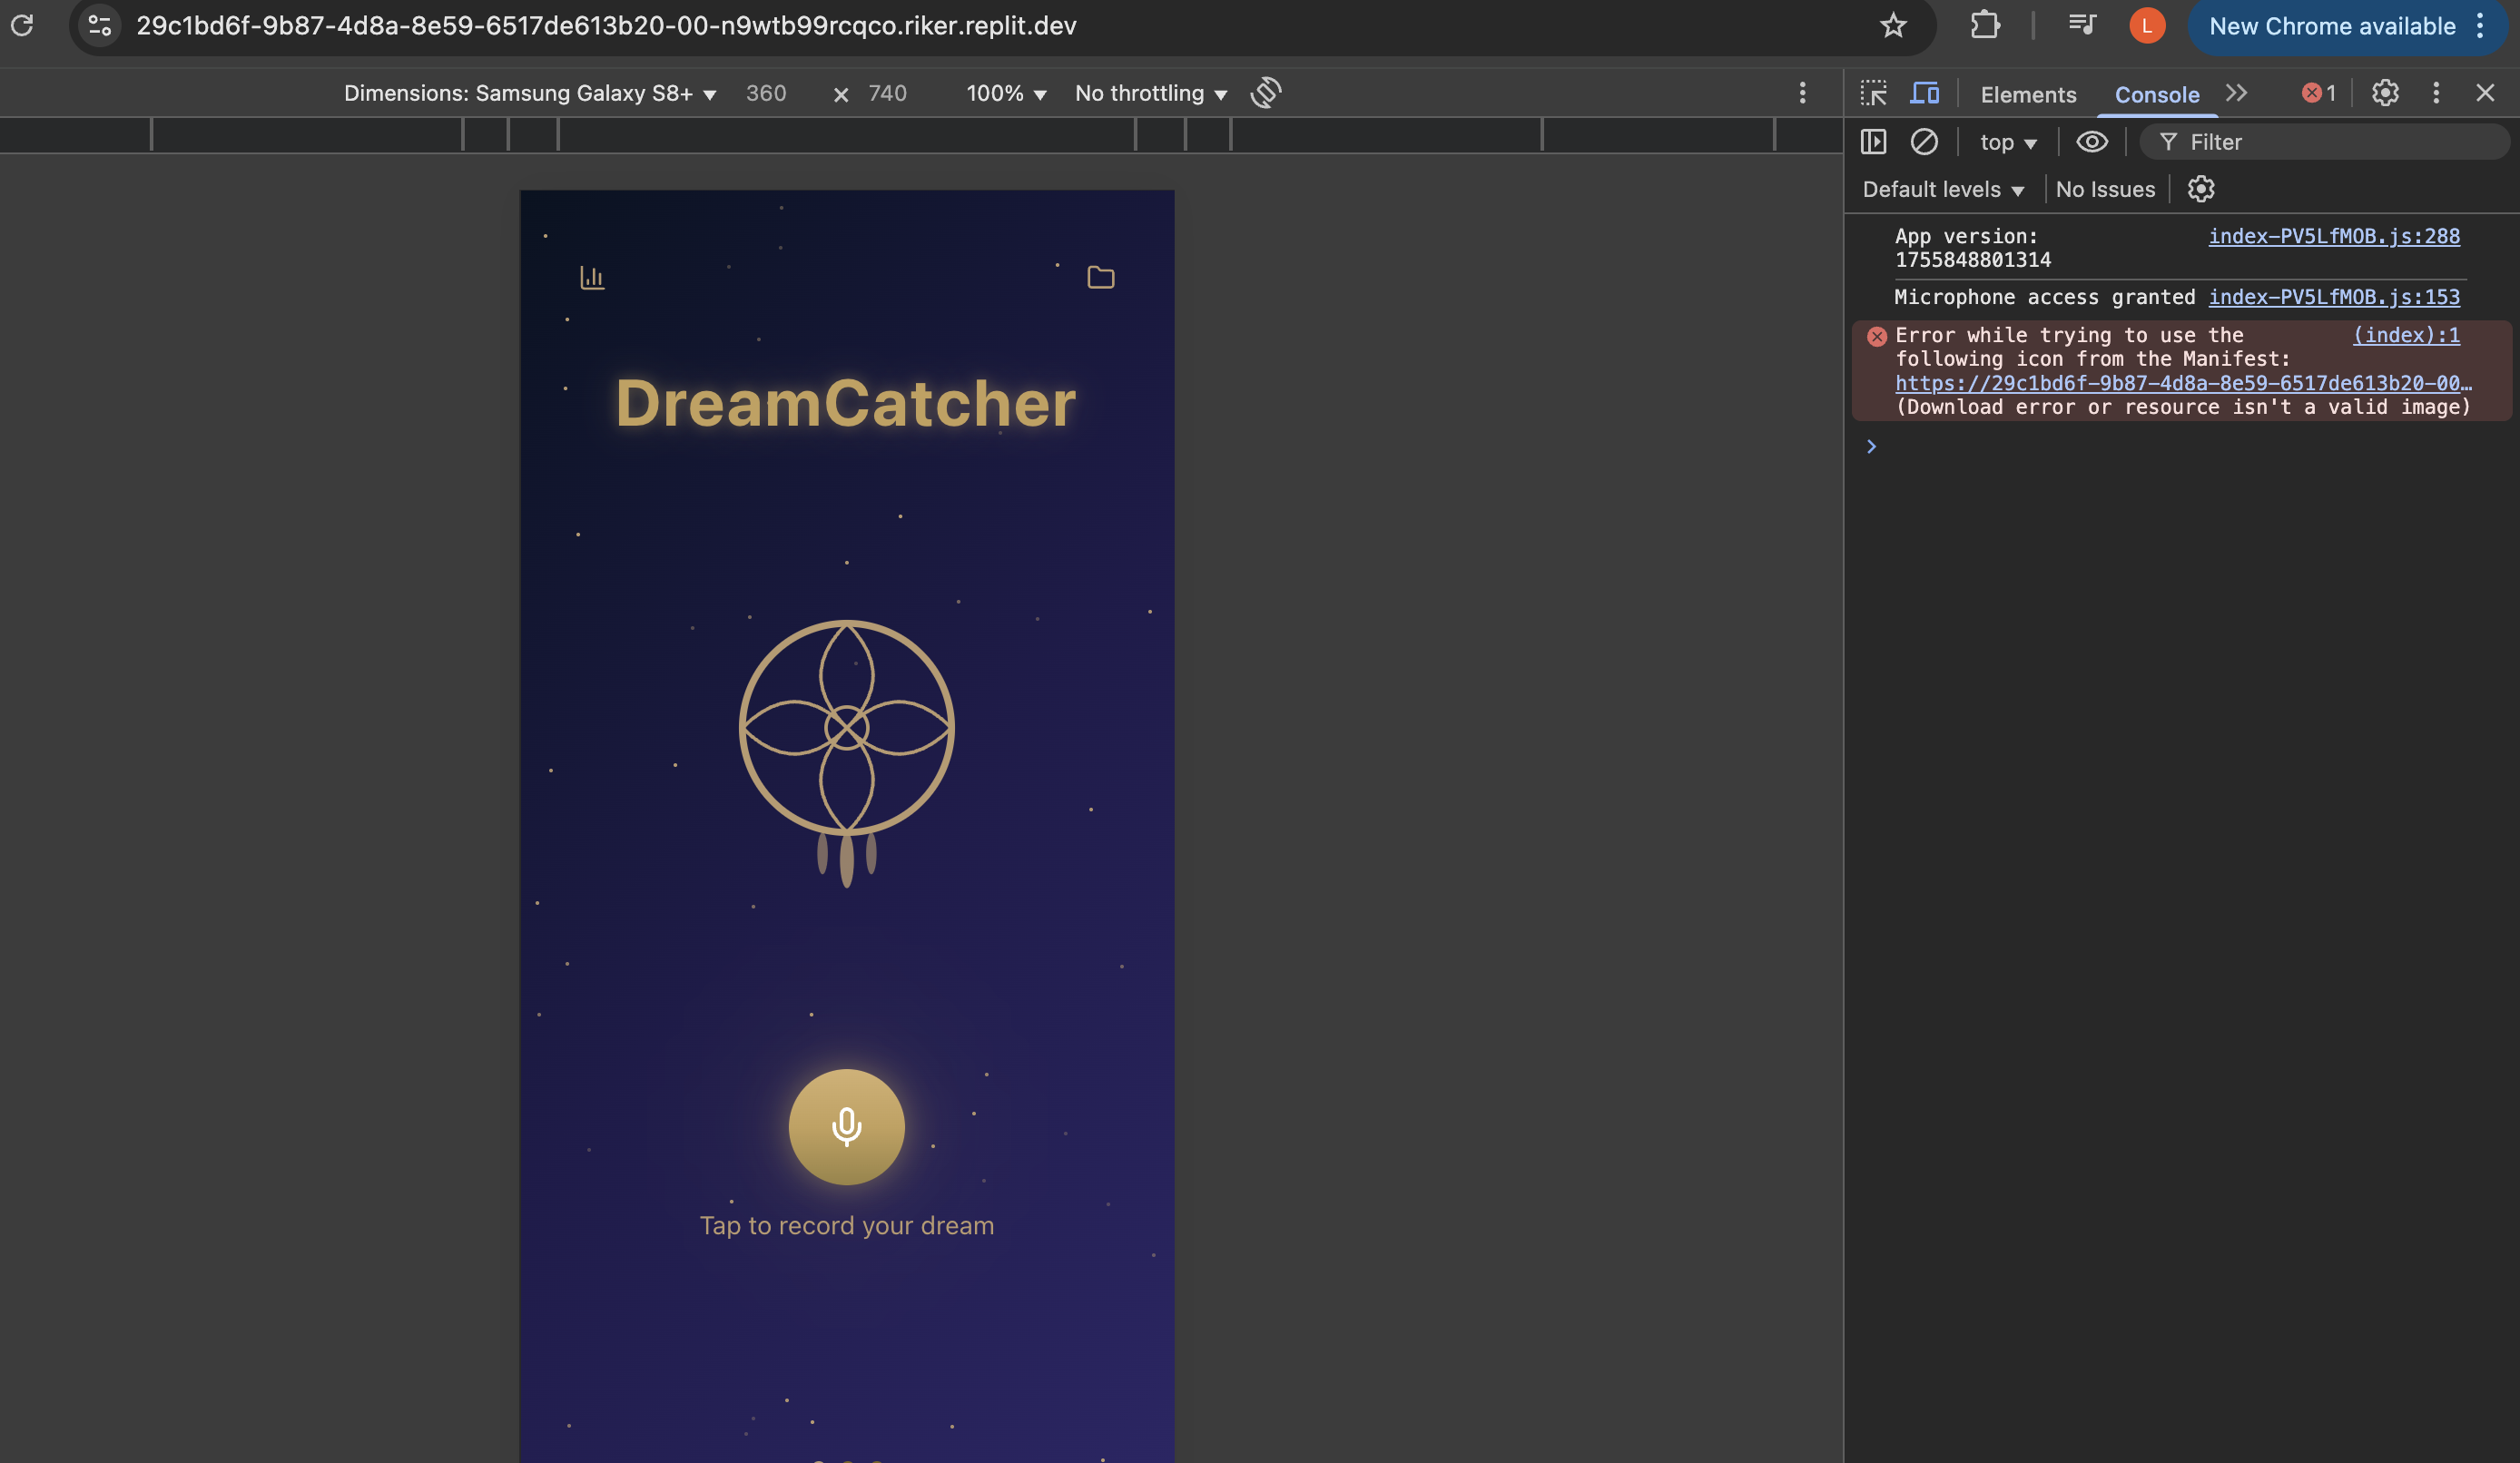 29c1bd6f-9b87-4d8a-8e59-6517de613b20-00-n9wtb99rcqco.riker.replit.dev
L
New Chrome available
Dimensions: Samsung Galaxy S8+ 360 × 740 100% No throttling
Elements Console 1
top Filter
Default levels No Issues
App version: index-PV5LfMOB.js:288
1755848801314
Microphone access granted index-PV5LfMOB.js:153
Error while trying to use the (index):1
following icon from the Manifest:
https://29c1bd6f-9b87-4d8a-8e59-6517de613b20-00…
(Download error or resource isn't a valid image)
DreamCatcher
Tap to record your dream